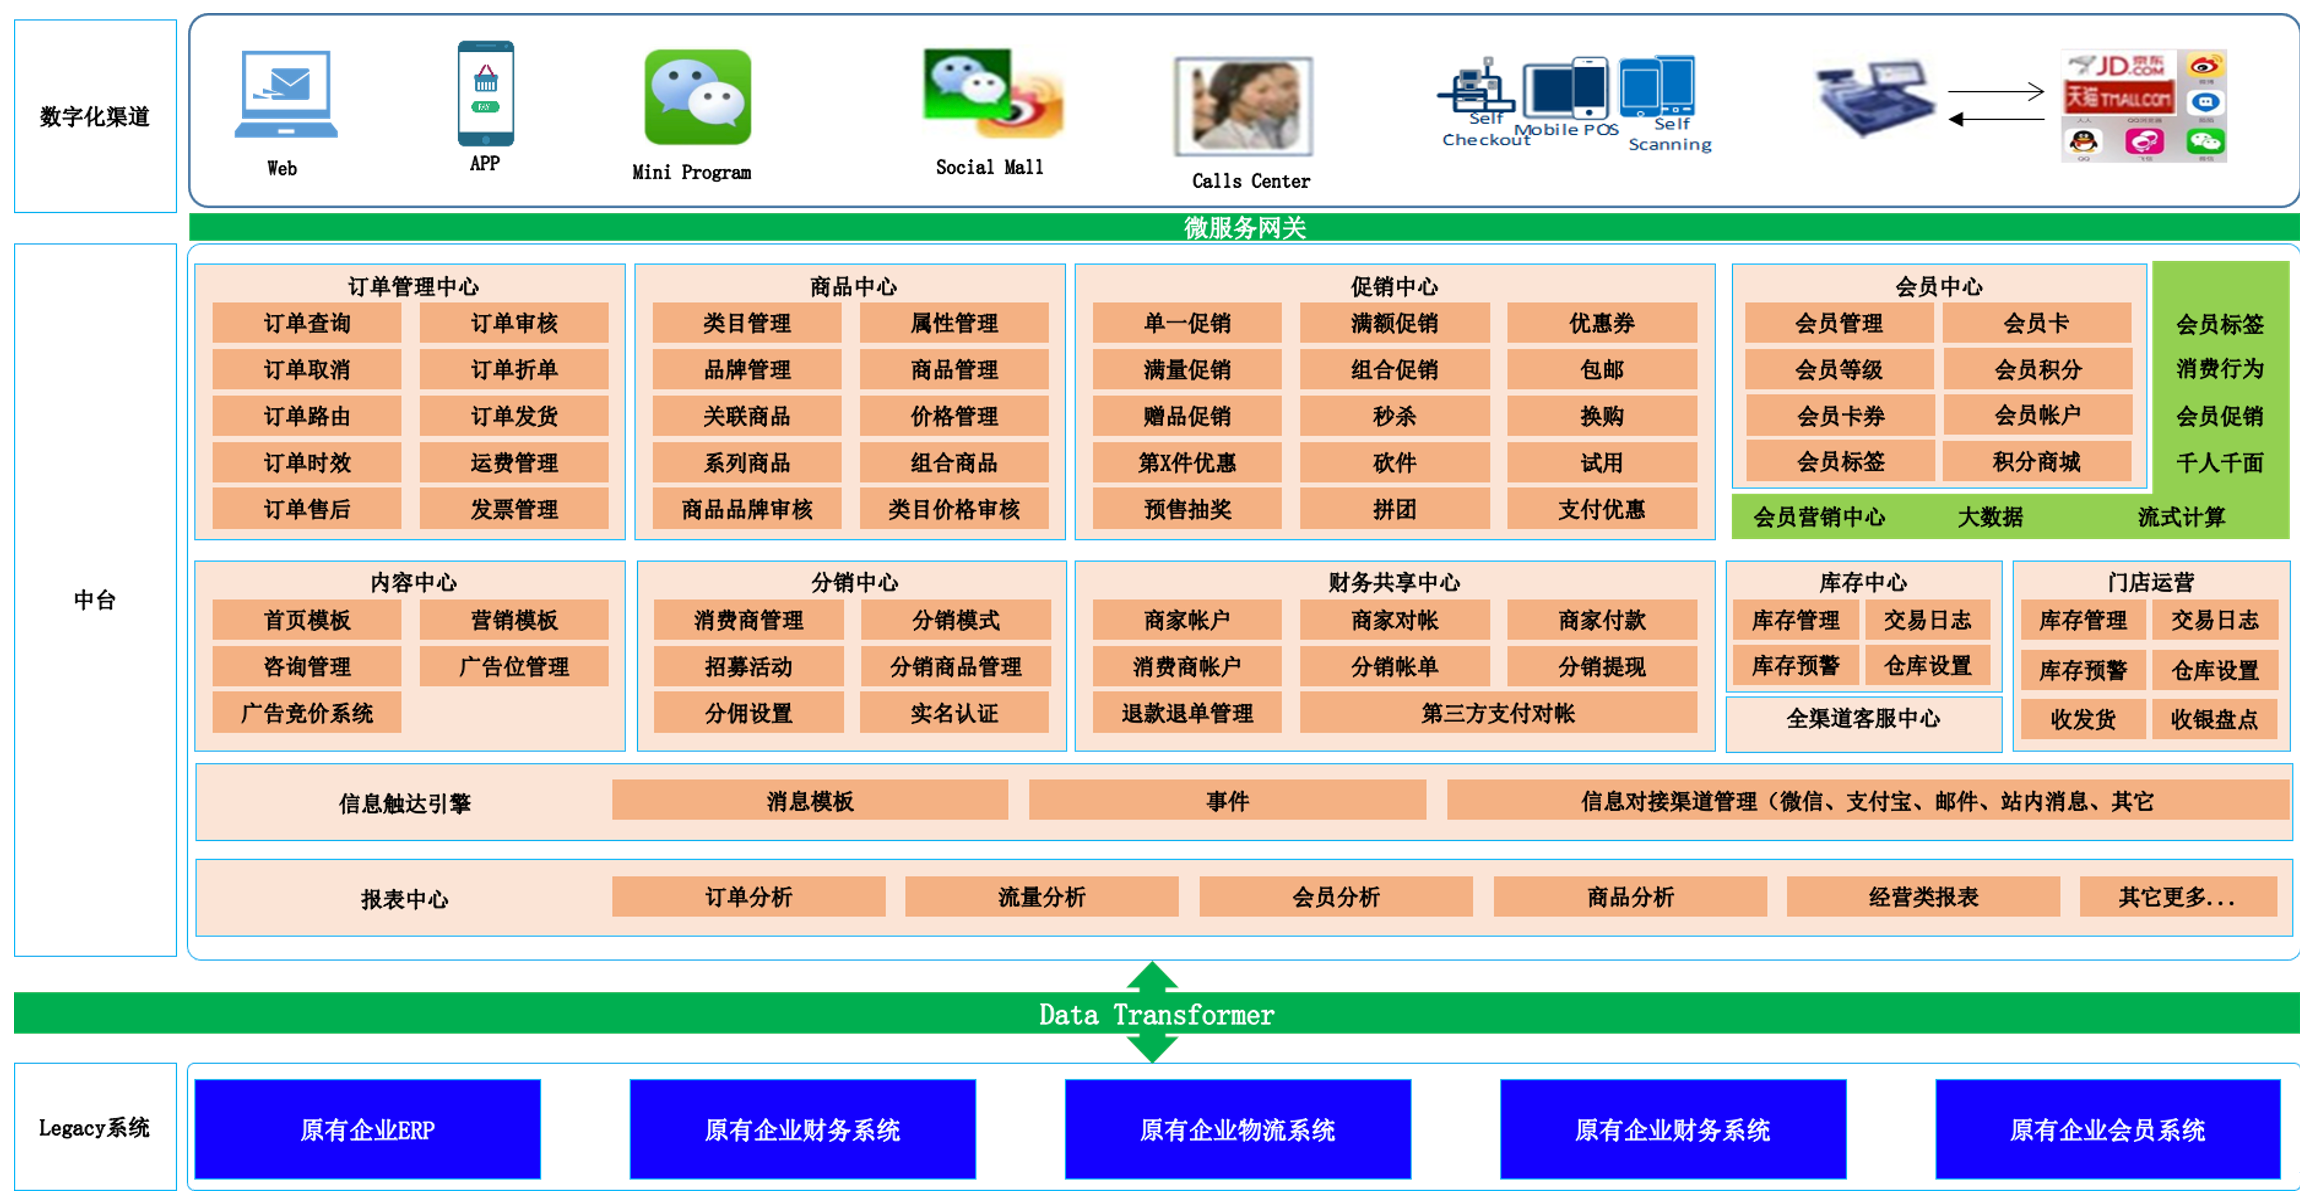 数字化渠道
Web
APP
PAY
Mini Program
Social Mall
Calls Center
Self
Checkout
Mobile POS
Self
Scanning
JD.COM 京东
天猫 TMALL.COM
QQ
微服务网关
中台
订单管理中心
订单查询 订单审核
订单取消 订单折单
订单路由 订单发货
订单时效 运费管理
订单售后 发票管理
商品中心
类目管理 属性管理
品牌管理 商品管理
关联商品 价格管理
系列商品 组合商品
商品品牌审核 类目价格审核
促销中心
单一促销 满额促销 优惠券
满量促销 组合促销 包邮
赠品促销 秒杀 换购
第X件优惠 砍件 试用
预售抽奖 拼团 支付优惠
会员中心
会员管理 会员卡
会员等级 会员积分
会员卡券 会员帐户
会员标签 积分商城
会员标签
消费行为
会员促销
千人千面
会员营销中心 大数据 流式计算
内容中心
首页模板 营销模板
咨询管理 广告位管理
广告竞价系统
分销中心
消费商管理 分销模式
招募活动 分销商品管理
分佣设置 实名认证
财务共享中心
商家帐户 商家对帐 商家付款
消费商帐户 分销帐单 分销提现
退款退单管理 第三方支付对帐
库存中心
库存管理 交易日志
库存预警 仓库设置
全渠道客服中心
门店运营
库存管理 交易日志
库存预警 仓库设置
收发货 收银盘点
信息触达引擎 消息模板 事件 信息对接渠道管理（微信、支付宝、邮件、站内消息、其它
报表中心 订单分析 流量分析 会员分析 商品分析 经营类报表 其它更多...
Data Transformer
Legacy系统
原有企业ERP 原有企业财务系统 原有企业物流系统 原有企业财务系统 原有企业会员系统